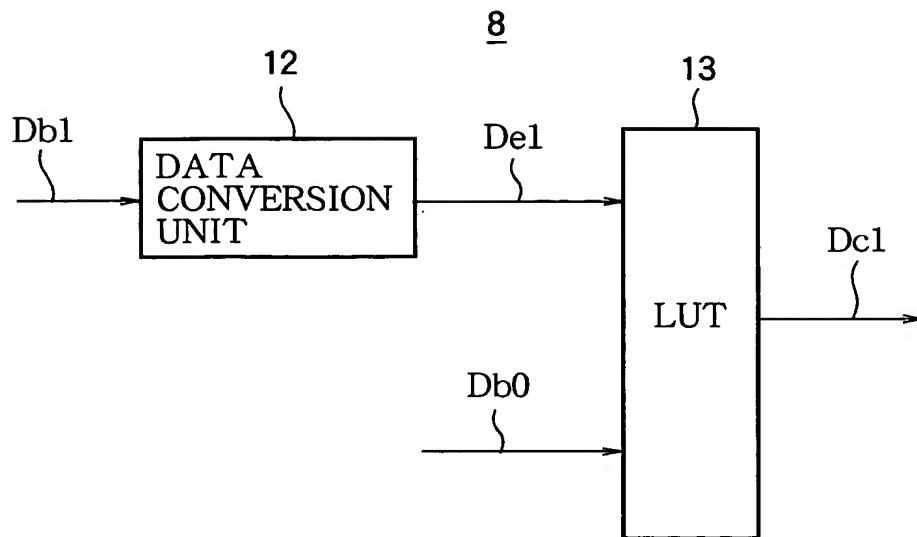 8
12
13
Db1
De1
DATA
CONVERSION
UNIT
Dc1
LUT
Db0